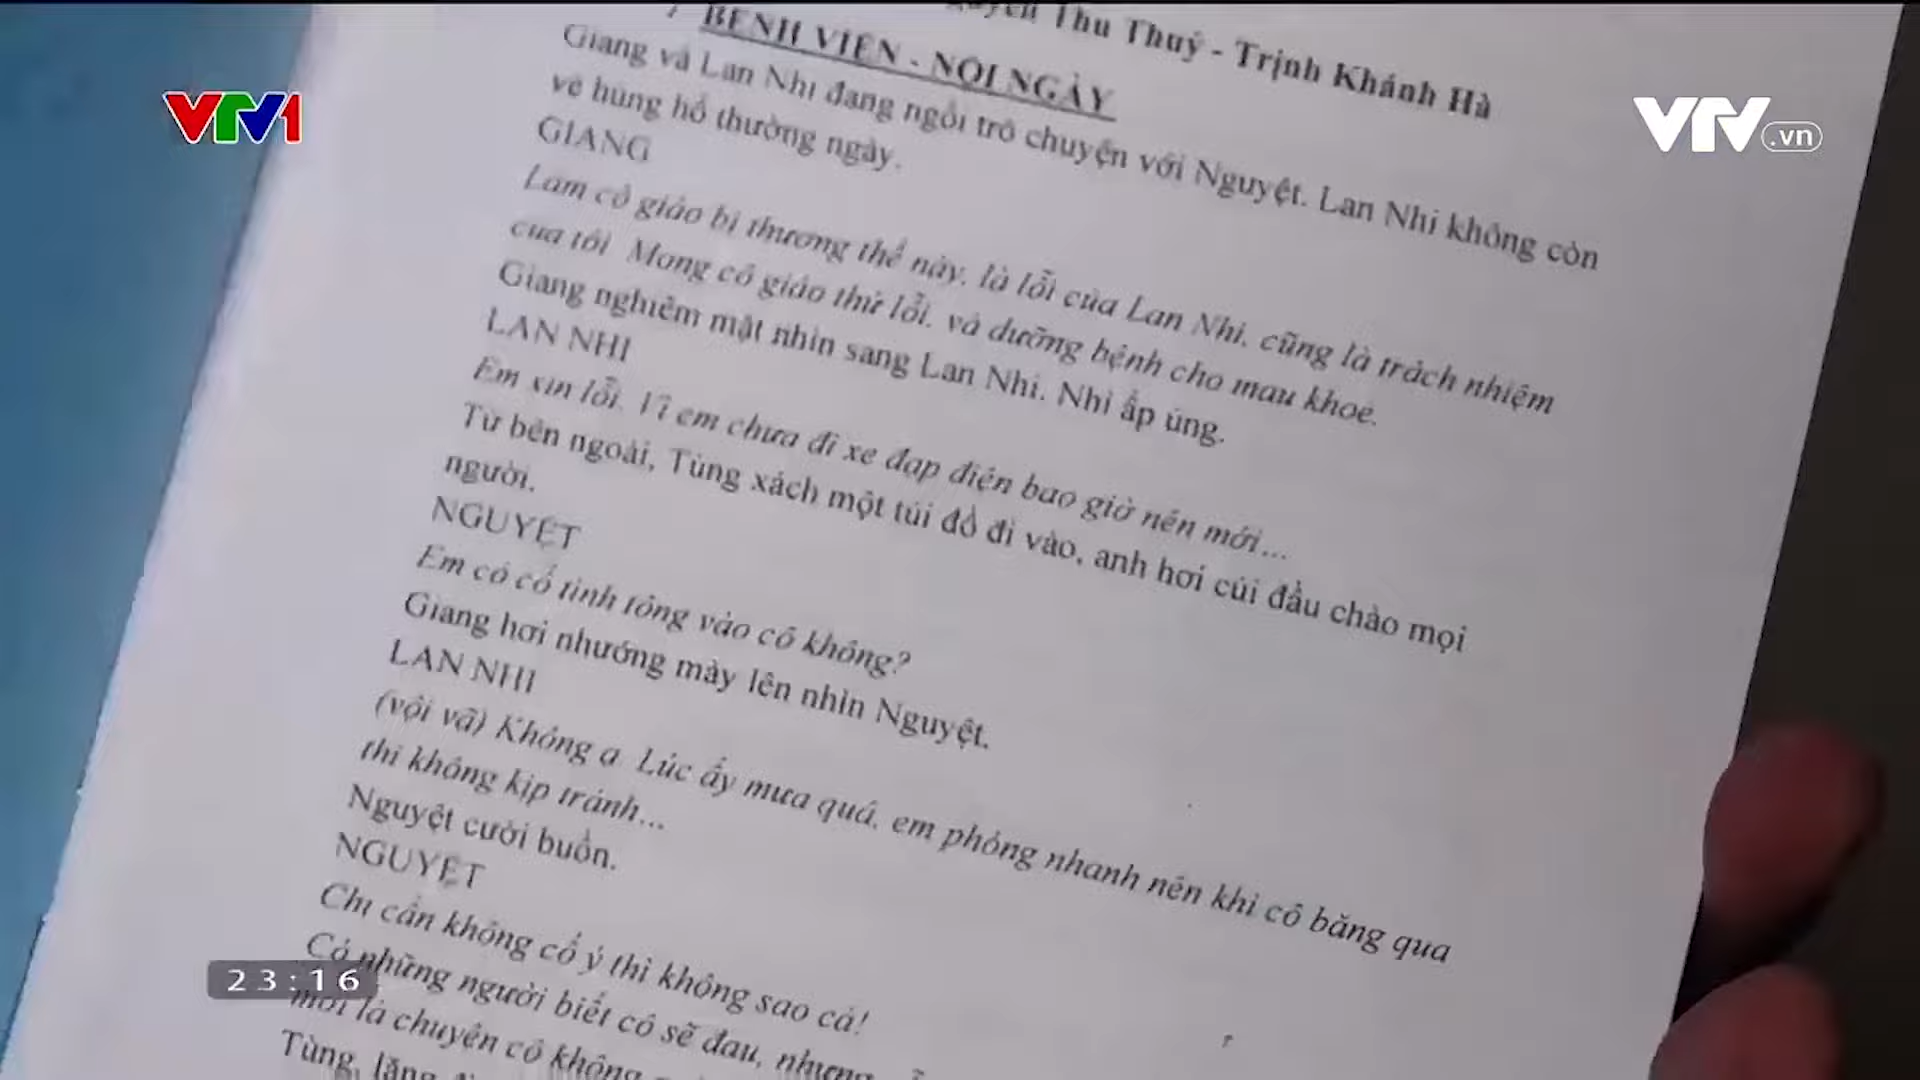 Thu Thuỷ - Trịnh Khánh Hà
BỆNH VIỆN - NỘI NGÀY
VTV1
VTV.vn
Giang và Lan Nhi đang ngồi trò chuyện với Nguyệt. Lan Nhi không còn
vẻ hùng hổ thường ngày.
GIANG
Làm cô giáo bị thương thế này, là lỗi của Lan Nhi, cũng là trách nhiệm
của tôi. Mong cô giáo thứ lỗi, và dưỡng bệnh cho mau khoẻ.
Giang nghiêm mặt nhìn sang Lan Nhi. Nhi ấp úng.
LAN NHI
Em xin lỗi. Vì em chưa đi xe đạp điện bao giờ nên mới...
Từ bên ngoài, Tùng xách một túi đồ đi vào, anh hơi cúi đầu chào mọi
người.
NGUYỆT
Em có cố tình tông vào cô không?
Giang hơi nhướng mày lên nhìn Nguyệt.
LAN NHI
(vội vã) Không ạ. Lúc ấy mưa quá, em phóng nhanh nên khi cô băng qua
thì không kịp tránh...
Nguyệt cười buồn.
NGUYỆT
Chỉ cần không cố ý thì không sao cả!
Có những người biết cô sẽ đau, nhưng
mới là chuyện cô không
Tùng, lẳng
23:16